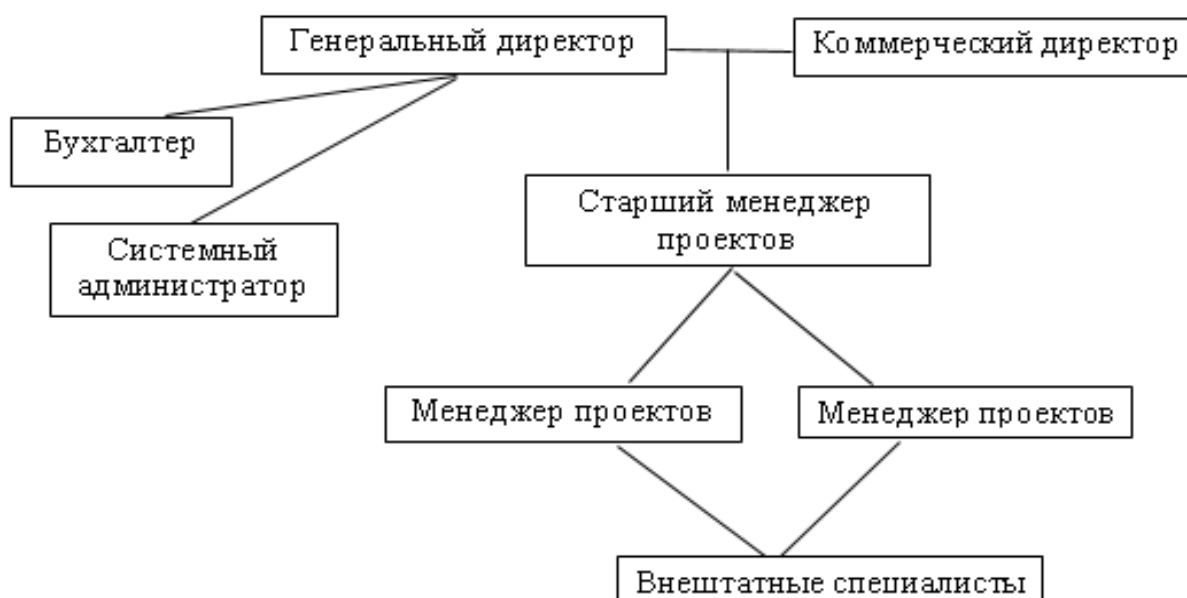 Генеральный директор
Коммерческий директор
Бухгалтер
Системный
администратор
Старший менеджер
проектов
Менеджер проектов
Менеджер проектов
Внештатные специалисты